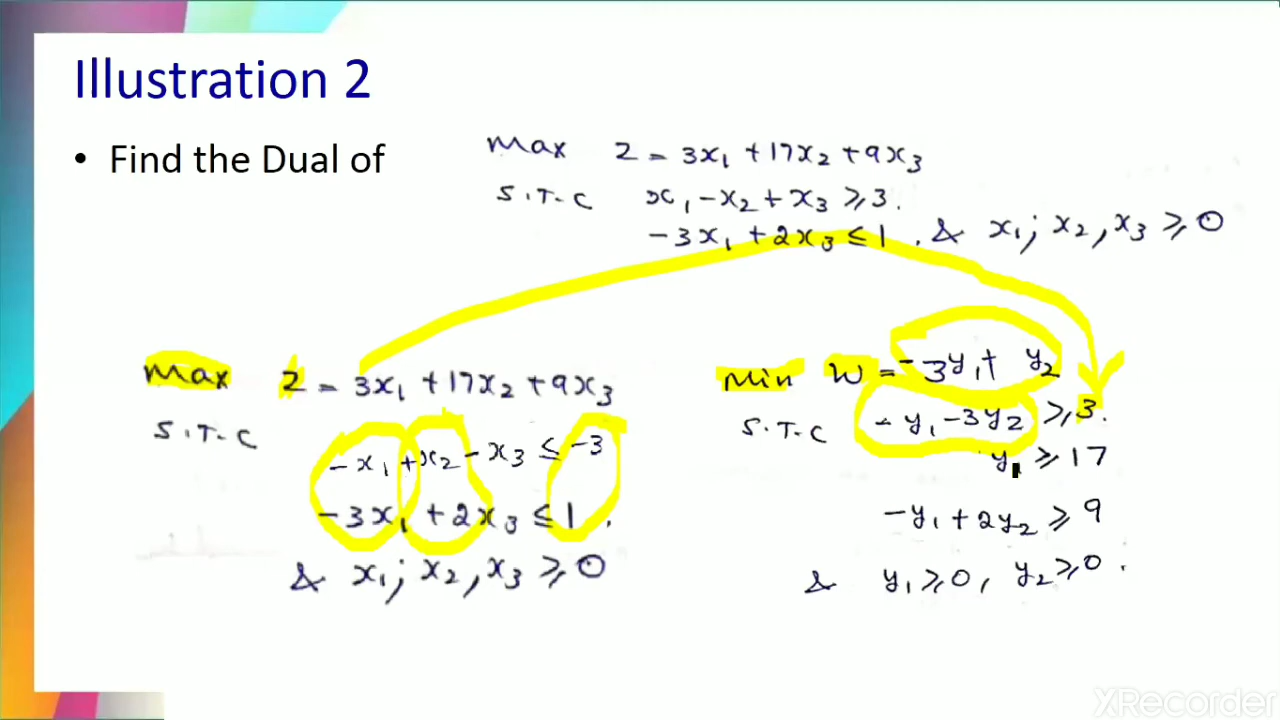 Illustration 2
• Find the Dual of
Max Z = 3x₁ + 17x₂ + 9x₃
S.T.C x₁ - x₂ + x₃ ≥ 3.
-3x₁ + 2x₃ ≤ 1 . & x₁; x₂, x₃ ≥ 0
Max Z = 3x₁ + 17x₂ + 9x₃
S.T.C
-x₁ + x₂ - x₃ ≤ -3
-3x₁ + 2x₃ ≤ 1 .
& x₁; x₂, x₃ ≥ 0
Min W = -3y₁ + y₂
S.T.C - y₁ - 3y₂ ≥ 3.
y₁ ≥ 17
-y₁ + 2y₂ ≥ 9
& y₁ ≥ 0, y₂ ≥ 0 .
XRecorder